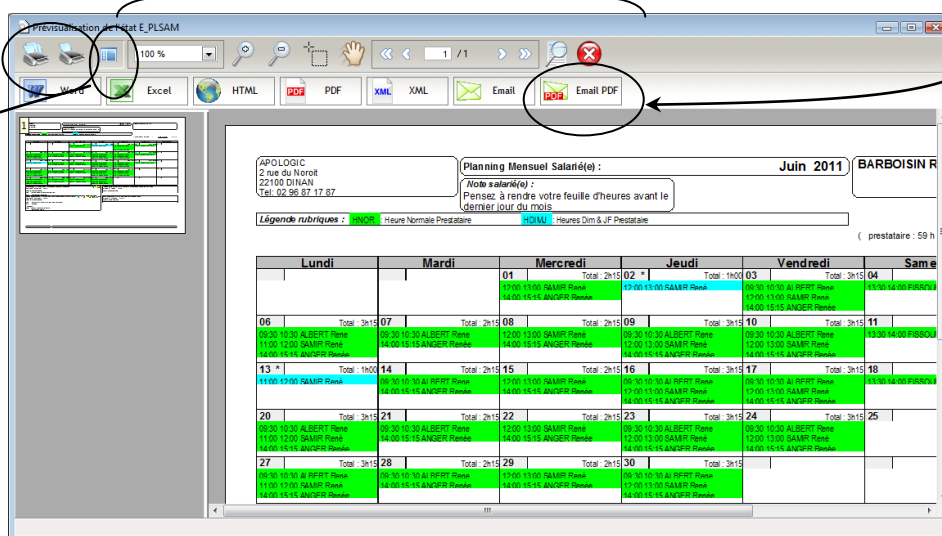 Prévisualisation de l'état E_PLSAM
100 %
1 /1
Word Excel HTML PDF PDF XML XML Email PDF Email PDF
1
APOLOGIC
2 rue du Noroit
22100 DINAN
Tel: 02 96 87 17 87
Planning Mensuel Salarié(e) : Juin 2011
BARBOISIN R
Note salarié(e) :
Pensez à rendre votre feuille d'heures avant le
dernier jour du mois
Légende rubriques : HNOR : Heure Normale Prestataire HDIMJ : Heures Dim & JF Prestataire
( prestataire : 59 h
Lundi Mardi Mercredi Jeudi Vendredi Same
01 Total : 2h15 02 * Total : 1h00 03 Total : 3h15 04
12:00 13:00 SAMIR René 12:00 13:00 SAMIR René 09:30 10:30 ALBERT Rene 13:30 14:00 FISSOU
14:00 15:15 ANGER Renée 12:00 13:00 SAMIR René
14:00 15:15 ANGER Renée
06 Total : 3h15 07 Total : 2h15 08 Total : 2h15 09 Total : 3h15 10 Total : 3h15 11
09:30 10:30 ALBERT Rene 09:30 10:30 ALBERT Rene 12:00 13:00 SAMIR René 09:30 10:30 ALBERT Rene 09:30 10:30 ALBERT Rene 13:30 14:00 FISSOU
11:00 12:00 SAMIR René 14:00 15:15 ANGER Renée 14:00 15:15 ANGER Renée 12:00 13:00 SAMIR René 12:00 13:00 SAMIR René
14:00 15:15 ANGER Renée 14:00 15:15 ANGER Renée 14:00 15:15 ANGER Renée
13 * Total : 1h00 14 Total : 2h15 15 Total : 2h15 16 Total : 3h15 17 Total : 3h15 18
11:00 12:00 SAMIR René 09:30 10:30 ALBERT Rene 12:00 13:00 SAMIR René 09:30 10:30 ALBERT Rene 09:30 10:30 ALBERT Rene 13:30 14:00 FISSOU
14:00 15:15 ANGER Renée 14:00 15:15 ANGER Renée 12:00 13:00 SAMIR René 12:00 13:00 SAMIR René
14:00 15:15 ANGER Renée 14:00 15:15 ANGER Renée
20 Total : 3h15 21 Total : 2h15 22 Total : 2h15 23 Total : 3h15 24 Total : 3h15 25
09:30 10:30 ALBERT Rene 09:30 10:30 ALBERT Rene 12:00 13:00 SAMIR René 09:30 10:30 ALBERT Rene 09:30 10:30 ALBERT Rene
11:00 12:00 SAMIR René 14:00 15:15 ANGER Renée 14:00 15:15 ANGER Renée 12:00 13:00 SAMIR René 12:00 13:00 SAMIR René
14:00 15:15 ANGER Renée 14:00 15:15 ANGER Renée 14:00 15:15 ANGER Renée
27 Total : 3h15 28 Total : 2h15 29 Total : 2h15 30 Total : 3h15
09:30 10:30 ALBERT Rene 09:30 10:30 ALBERT Rene 12:00 13:00 SAMIR René 09:30 10:30 ALBERT Rene
11:00 12:00 SAMIR René 14:00 15:15 ANGER Renée 14:00 15:15 ANGER Renée 12:00 13:00 SAMIR René
14:00 15:15 ANGER Renée 14:00 15:15 ANGER Renée